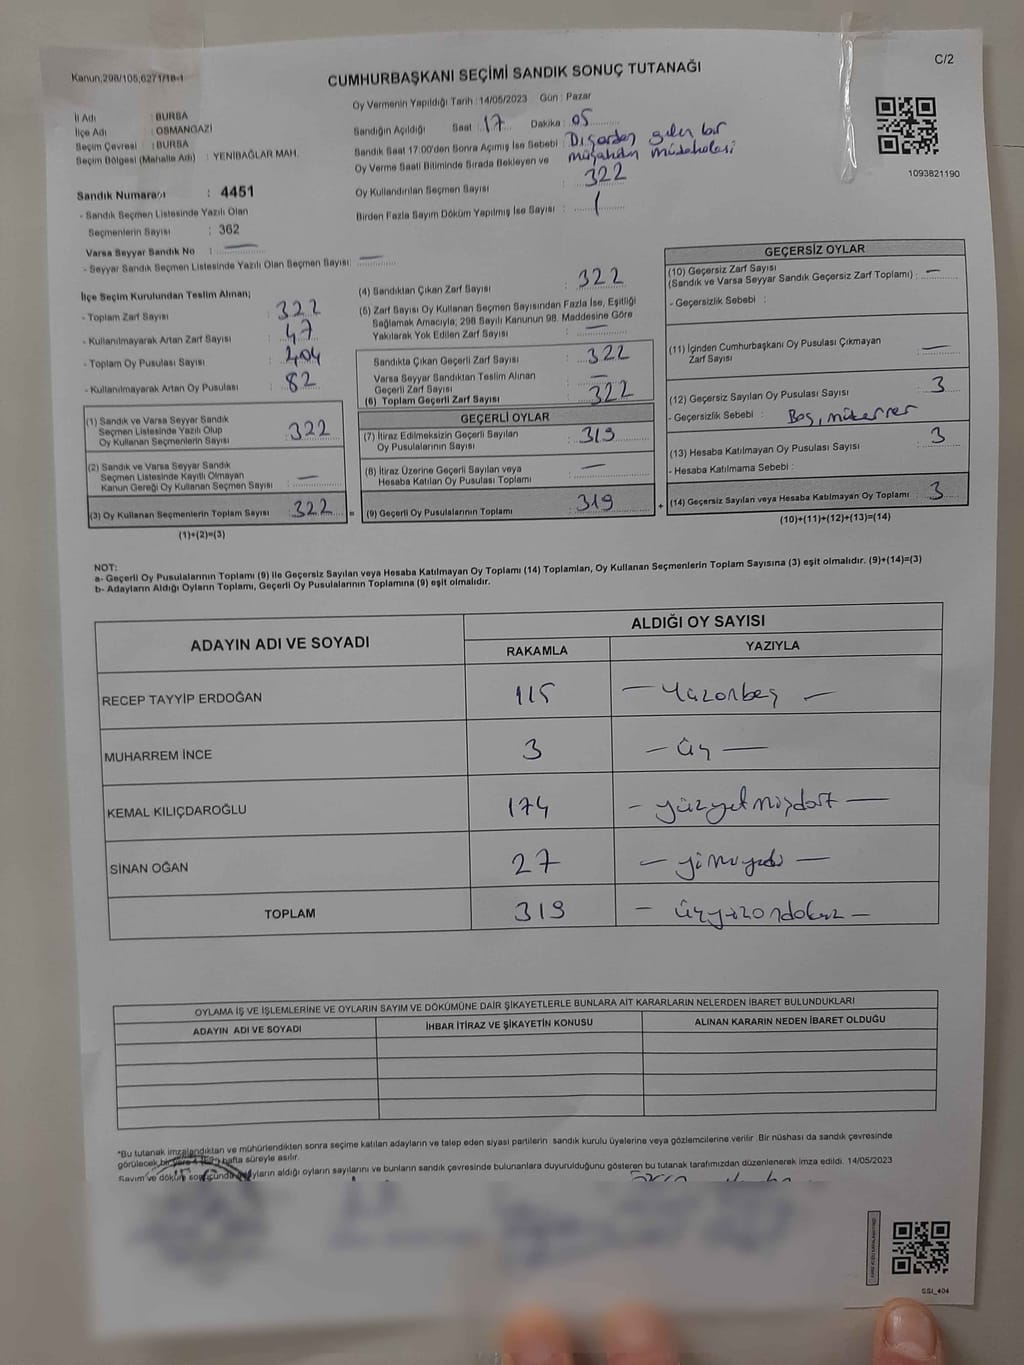 Kanun,298/105,6271/18-1
C/2
CUMHURBAŞKANI SEÇİMİ SANDIK SONUÇ TUTANAĞI
Oy Vermenin Yapıldığı Tarih : 14/05/2023 Gün : Pazar
İl Adı : BURSA
İlçe Adı : OSMANGAZİ
Seçim Çevresi : BURSA
Seçim Bölgesi (Mahalle Adı) : YENİBAĞLAR MAH.
Sandık Numarası : 4451
- Sandık Seçmen Listesinde Yazılı Olan
Seçmenlerin Sayısı : 362
Varsa Seyyar Sandık No : —
- Seyyar Sandık Seçmen Listesinde Yazılı Olan Seçmen Sayısı: —
Sandığın Açıldığı Saat : 17 Dakika : 05
Sandık Saat 17:00'den Sonra Açımış İse Sebebi : Dışarden gelen bir
müşahidin müdahalesi
Oy Verme Saati Bitiminde Sırada Bekleyen ve
Oy Kullandırılan Seçmen Sayısı : 322
Birden Fazla Sayım Döküm Yapılmış İse Sayısı : 1
1093821190
İlçe Seçim Kurulundan Teslim Alınan;
- Toplam Zarf Sayısı : 322
- Kullanılmayarak Artan Zarf Sayısı : 47
- Toplam Oy Pusulası Sayısı : 404
- Kullanılmayarak Artan Oy Pusulası : 82
(1) Sandık ve Varsa Seyyar Sandık
Seçmen Listesinde Yazılı Olup
Oy Kullanan Seçmenlerin Sayısı : 322
(2) Sandık ve Varsa Seyyar Sandık
Seçmen Listesinde Kayıtlı Olmayan
Kanun Gereği Oy Kullanan Seçmen Sayısı : —
(3) Oy Kullanan Seçmenlerin Toplam Sayısı : 322 =
(1)+(2)=(3)
(4) Sandıktan Çıkan Zarf Sayısı : 322
(5) Zarf Sayısı Oy Kullanan Seçmen Sayısından Fazla İse, Eşitliği
Sağlamak Amacıyla; 298 Sayılı Kanunun 98. Maddesine Göre
Yakılarak Yok Edilen Zarf Sayısı : —
Sandıkta Çıkan Geçerli Zarf Sayısı : 322
Varsa Seyyar Sandıktan Teslim Alınan
Geçerli Zarf Sayısı : —
(6) Toplam Geçerli Zarf Sayısı : 322
GEÇERLİ OYLAR
(7) İtiraz Edilmeksizin Geçerli Sayılan
Oy Pusulalarının Sayısı : 319
(8) İtiraz Üzerine Geçerli Sayılan veya
Hesaba Katılan Oy Pusulası Toplamı : —
(9) Geçerli Oy Pusulalarının Toplamı : 319 +
GEÇERSİZ OYLAR
(10) Geçersiz Zarf Sayısı
(Sandık ve Varsa Seyyar Sandık Geçersiz Zarf Toplamı) : —
- Geçersizlik Sebebi :
(11) İçinden Cumhurbaşkanı Oy Pusulası Çıkmayan
Zarf Sayısı : —
(12) Geçersiz Sayılan Oy Pusulası Sayısı : 3
- Geçersizlik Sebebi : Boş, mükerrer
(13) Hesaba Katılmayan Oy Pusulası Sayısı : 3
- Hesaba Katılmama Sebebi :
(14) Geçersiz Sayılan veya Hesaba Katılmayan Oy Toplamı : 3
(10)+(11)+(12)+(13)=(14)
NOT:
a- Geçerli Oy Pusulalarının Toplamı (9) ile Geçersiz Sayılan veya Hesaba Katılmayan Oy Toplamı (14) Toplamları, Oy Kullanan Seçmenlerin Toplam Sayısına (3) eşit olmalıdır. (9)+(14)=(3)
b- Adayların Aldığı Oyların Toplamı, Geçerli Oy Pusulalarının Toplamına (9) eşit olmalıdır.
ADAYIN ADI VE SOYADI
ALDIĞI OY SAYISI
RAKAMLA YAZIYLA
RECEP TAYYİP ERDOĞAN 115 — Yüzonbeş —
MUHARREM İNCE 3 — üç —
KEMAL KILIÇDAROĞLU 174 — yüzyetmişdört —
SİNAN OĞAN 27 — yirmiyedi —
TOPLAM 319 — üçyüzondokuz —
OYLAMA İŞ VE İŞLEMLERİNE VE OYLARIN SAYIM VE DÖKÜMÜNE DAİR ŞİKAYETLERLE BUNLARA AİT KARARLARIN NELERDEN İBARET BULUNDUKLARI
ADAYIN ADI VE SOYADI İHBAR İTİRAZ VE ŞİKAYETİN KONUSU ALINAN KARARIN NEDEN İBARET OLDUĞU
*Bu tutanak imzalandıktan ve mühürlendikten sonra seçime katılan adayların ve talep eden siyasi partilerin sandık kurulu üyelerine veya gözlemcilerine verilir. Bir nüshası da sandık çevresinde
görülecek bir yere hafta süreyle asılır.
Sayım ve döküm sonucunda adayların aldığı oyların sayılarını ve bunların sandık çevresinde bulunanlara duyurulduğunu gösteren bu tutanak tarafımızdan düzenlenerek imza edildi. 14/05/2023
SSI_404